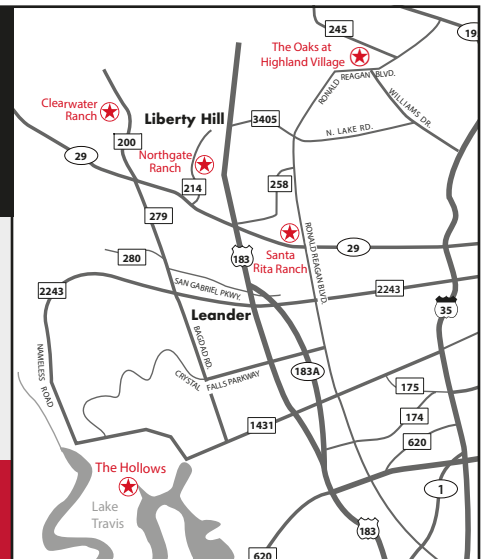 245
19
The Oaks at
Highland Village
RONALD REAGAN BLVD.
WILLIAMS DR.
Clearwater
Ranch
Liberty Hill
3405
N. LAKE RD.
200
29
Northgate
Ranch
214
258
279
RONALD REAGAN BLVD.
280
183
Santa
Rita Ranch
29
2243
SAN GABRIEL PKWY.
2243
35
Leander
NAMELESS ROAD
BAGDAD RD.
CRYSTAL FALLS PARKWAY
183A
175
174
1431
620
The Hollows
Lake
Travis
1
183
620